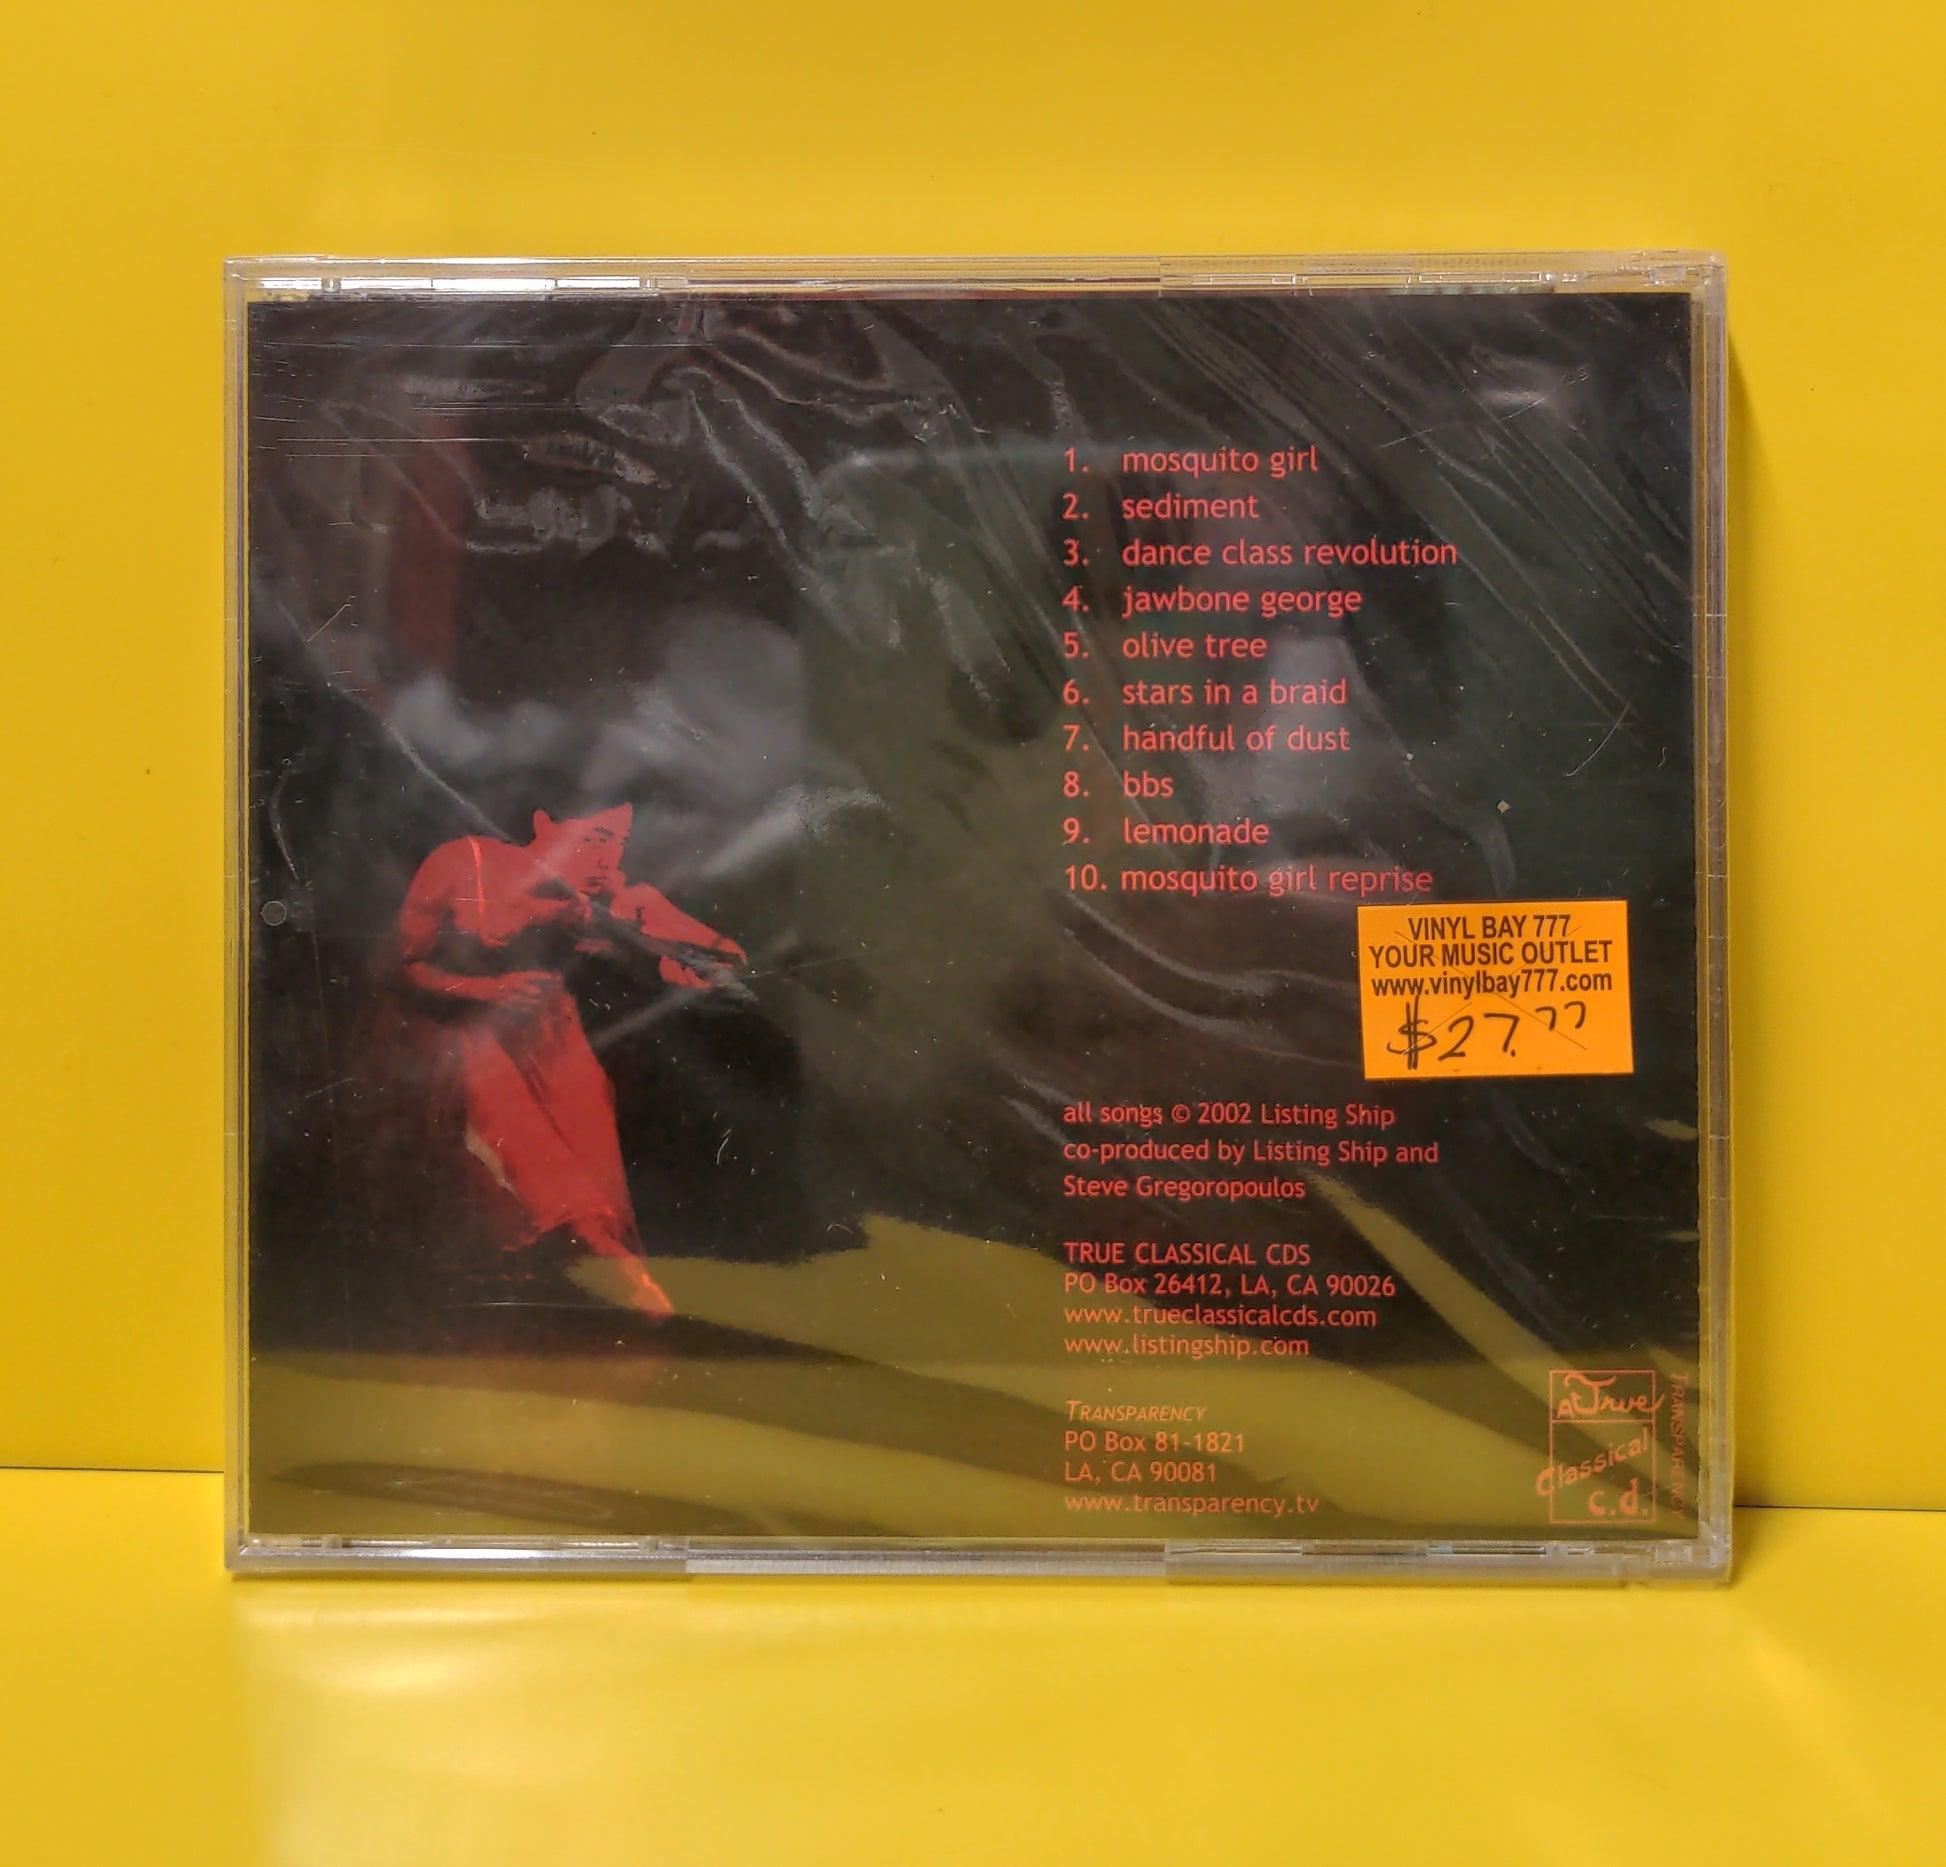 1. mosquito girl
2. sediment
3. dance class revolution
4. jawbone george
5. olive tree
6. stars in a braid
7. handful of dust
8. bbs
9. lemonade
10. mosquito girl reprise
VINYL BAY 777
YOUR MUSIC OUTLET
www.vinylbay777.com
$27.77
all songs © 2002 Listing Ship
co-produced by Listing Ship and
Steve Gregoropoulos
TRUE CLASSICAL CDS
PO Box 26412, LA, CA 90026
www.trueclassicalcds.com
www.listingship.com
TRANSPARENCY
PO Box 81-1821
LA, CA 90081
www.transparency.tv
A True
Classical
c.d.
TRANSPARENCY